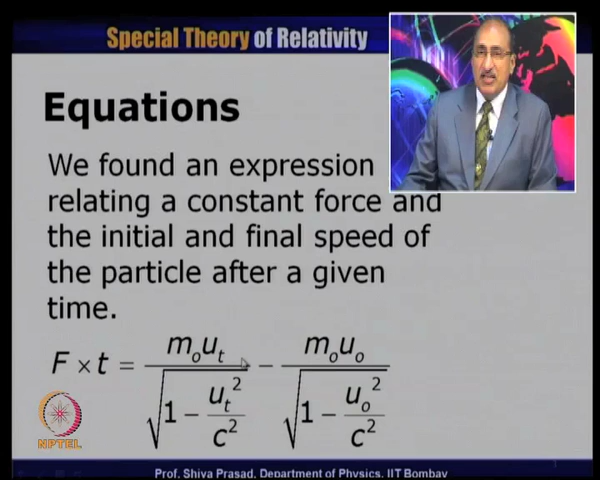 Special Theory of Relativity
Equations
We found an expression
relating a constant force and
the initial and final speed of
the particle after a given
time.
F × t = m₀uₜ / √(1 − uₜ²/c²) − m₀u₀ / √(1 − u₀²/c²)
NPTEL
Prof. Shiva Prasad, Department of Physics, IIT Bombay